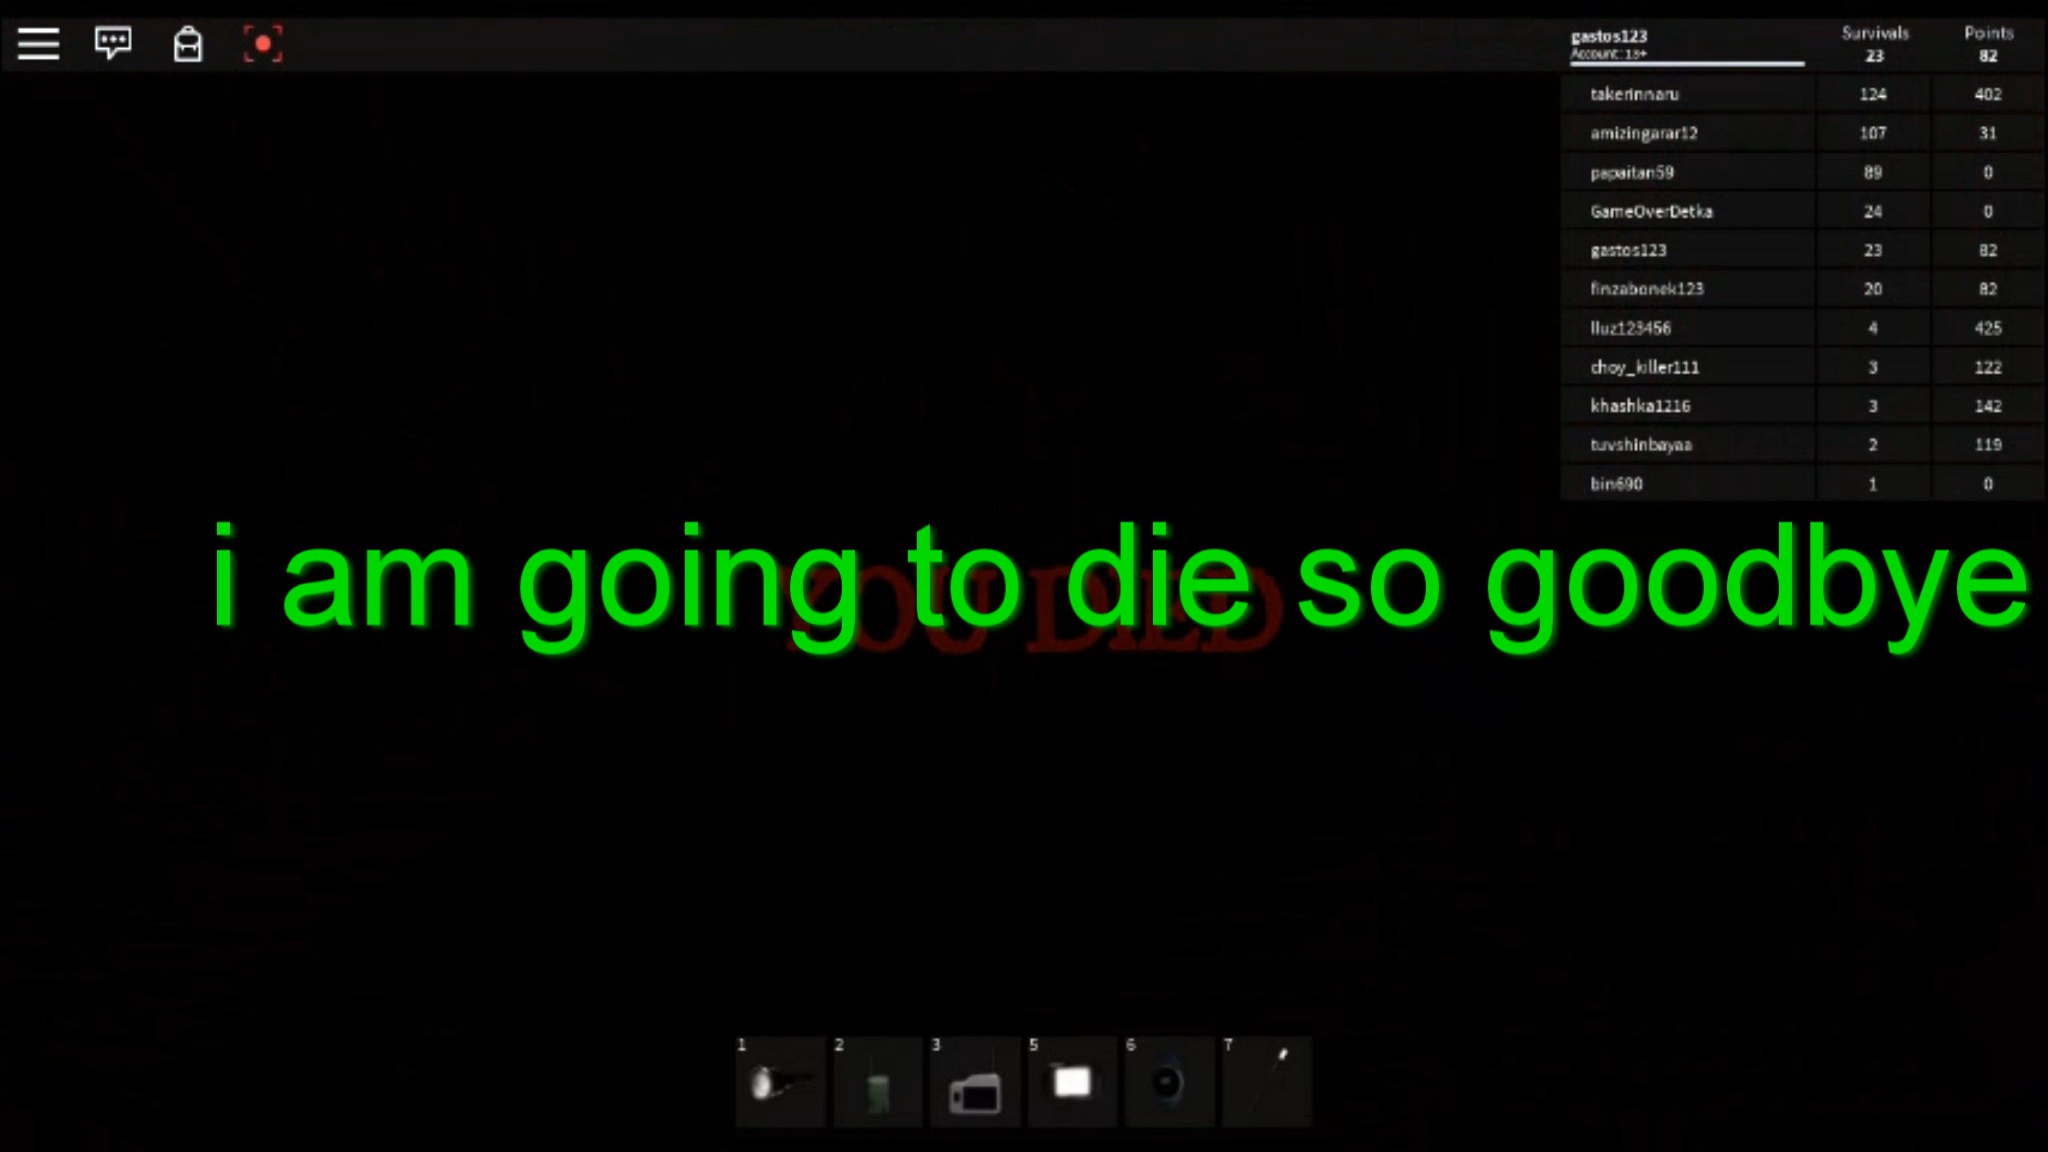 gastos123 Survivals Points
Account: 13+ 23 82
takerinnaru 124 402
amizingarar12 107 31
papaitan59 89 0
GameOverDetka 24 0
gastos123 23 82
finzabonek123 20 82
lluz123456 4 425
choy_killer111 3 122
khashka1216 3 142
tuvshinbayaa 2 119
bin690 1 0
i am going to die so goodbye
YOU DIED
1 2 3 5 6 7